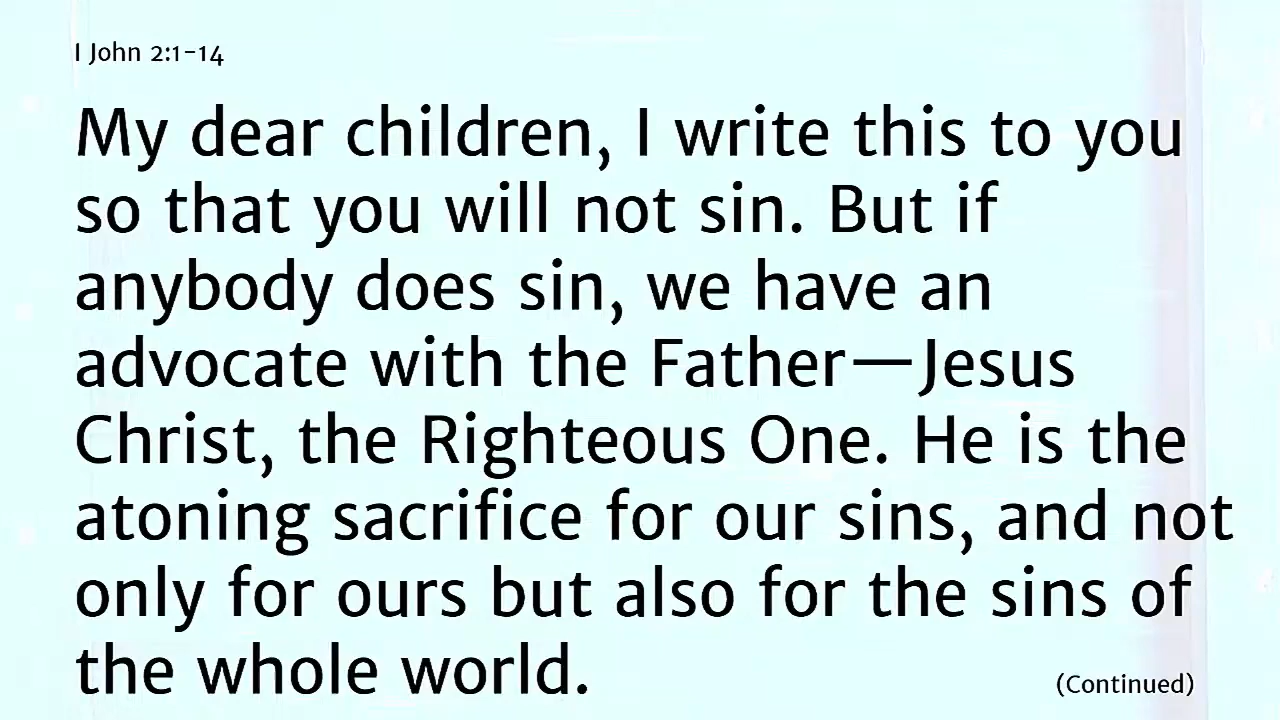 I John 2:1-14
My dear children, I write this to you
so that you will not sin. But if
anybody does sin, we have an
advocate with the Father—Jesus
Christ, the Righteous One. He is the
atoning sacrifice for our sins, and not
only for ours but also for the sins of
the whole world.
(Continued)